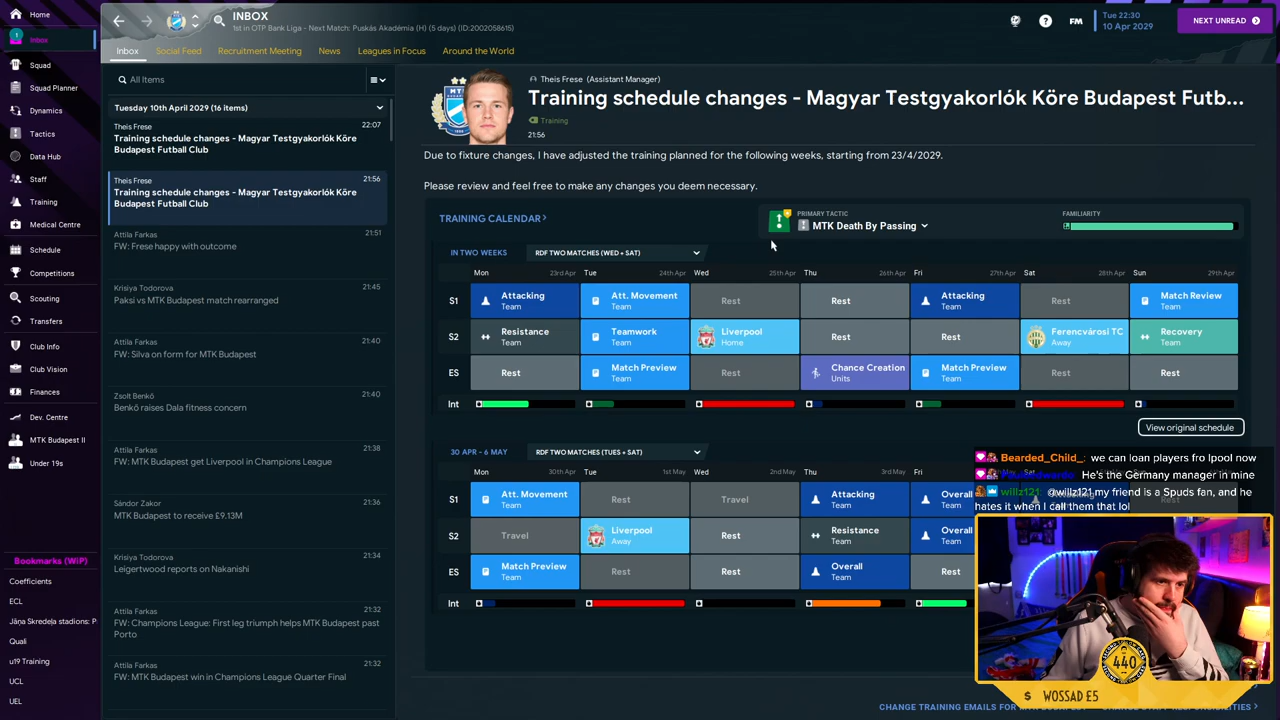 Home
1
Inbox
Squad
Squad Planner
Dynamics
Tactics
Data Hub
Staff
Training
Medical Centre
Schedule
Competitions
Scouting
Transfers
Club Info
Club Vision
Finances
Dev. Centre
MTK Budapest II
Under 19s
Bookmarks (WiP)
Coefficients
ECL
Quali
u19 Training
UCL
UEL
INBOX
1st in OTP Bank Liga - Next Match: Puskás Akadémia (H) (5 days) (ID:2002058615)
FM
Tue 22:30
10 Apr 2029
NEXT UNREAD
Inbox
Social Feed
Recruitment Meeting
News
Leagues in Focus
Around the World
All Items
Tuesday 10th April 2029 (16 items)
Theis Frese 22:07
Training schedule changes - Magyar Testgyakorlók
Köre Budapest Futball Club
Theis Frese 21:56
Training schedule changes - Magyar Testgyakorlók
Köre Budapest Futball Club
Attila Farkas 21:51
FW: Frese happy with outcome
Krisiya Todorova 21:45
Paksi vs MTK Budapest match rearranged
Attila Farkas 21:40
FW: Silva on form for MTK Budapest
Zsolt Benkő 21:40
Benkő raises Dala fitness concern
Attila Farkas 21:38
FW: MTK Budapest get Liverpool in Champions League
Sándor Zakor 21:36
MTK Budapest to receive £9.13M
Krisiya Todorova 21:34
Leigertwood reports on Nakanishi
Attila Farkas 21:32
FW: Champions League: First leg triumph helps MTK Budapest past
Porto
Attila Farkas 21:32
MTK Budapest win in Champions League Quarter Final
Theis Frese (Assistant Manager)
Training schedule changes - Magyar Testgyakorlók Köre Budapest Futb...
Training
21:56
Due to fixture changes, I have adjusted the training planned for the following weeks, starting from 23/4/2029.
Please review and feel free to make any changes you deem necessary.
TRAINING CALENDAR
PRIMARY TACTIC
MTK Death By Passing
FAMILIARITY
IN TWO WEEKS RDF TWO MATCHES (WED + SAT)
Mon 23rd Apr Tue 24th Apr Wed 25th Apr Thu 26th Apr Fri 27th Apr Sat 28th Apr Sun 29th Apr
S1 Attacking Att. Movement Rest Rest Attacking Rest Match Review
Team Team Team Team
S2 Resistance Teamwork Liverpool Rest Rest Ferencvárosi TC Recovery
Team Team Home Away Team
ES Rest Match Preview Rest Chance Creation Match Preview Rest Rest
Team Units Team
Int
View original schedule
30 APR - 6 MAY RDF TWO MATCHES (TUES + SAT)
Mon 30th Apr Tue 1st May Wed 2nd May Thu 3rd May Fri
S1 Att. Movement Rest Travel Attacking Overall
Team Team Team
S2 Travel Liverpool Rest Resistance Overall
Away Team Team
ES Match Preview Rest Rest Overall Rest
Team Team
Int
Bearded_Child_: we can loan players fro lpool now
He's the Germany manager in mine
willz121: @willz121 my friend is a Spuds fan, and he
hates it when I call them that lol
440
$ WOSSAD £5